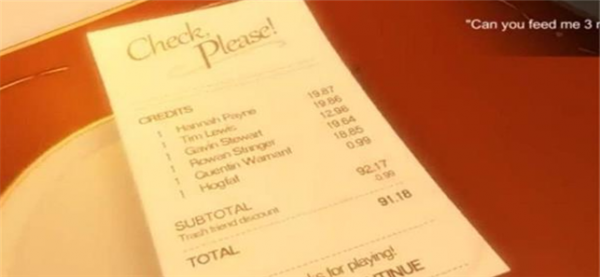 Check, Please!
"Can you feed me 3
CREDITS
1 Hannah Payne 19.87
1 Tim Lewis 19.86
1 Gavin Stewart 12.96
1 Rowan Stringer 19.64
1 Quentin Warnant 18.85
1 Hogfat 0.99
SUBTOTAL 92.17
Trash friend discount 0.99
TOTAL 91.18
for playing!